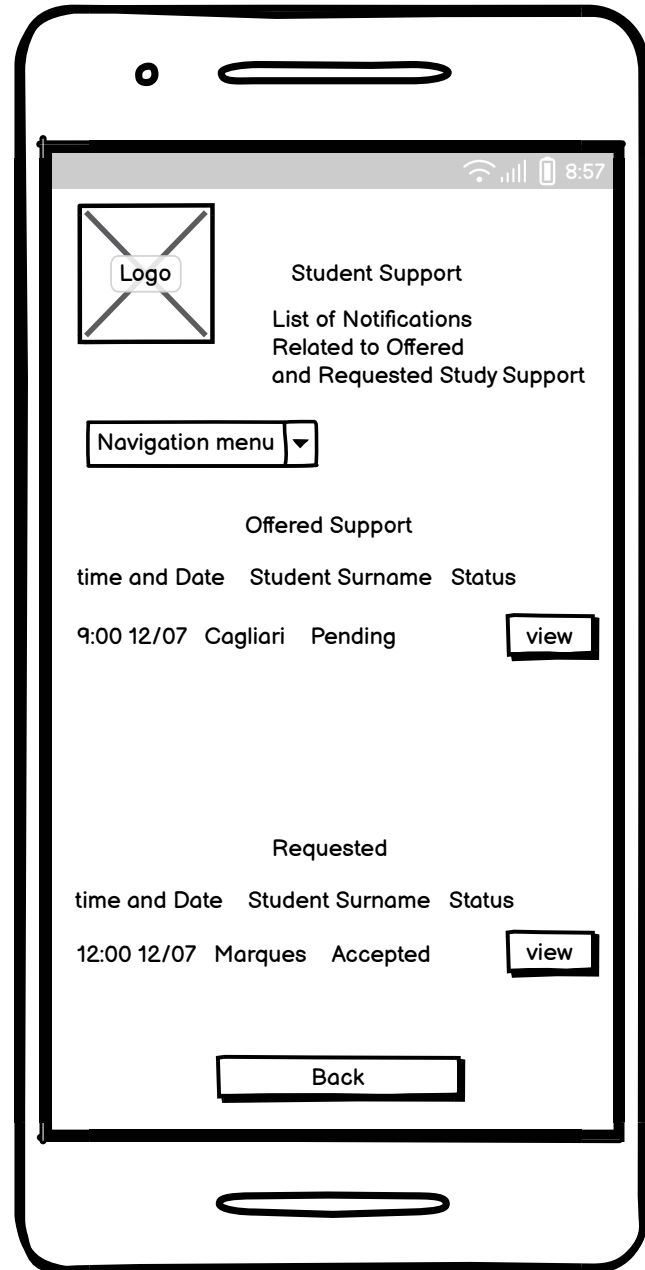 8:57
Logo
Student Support
List of Notifications
Related to Offered
and Requested Study Support
Navigation menu
Offered Support
time and Date Student Surname Status
9:00 12/07 Cagliari Pending view
Requested
time and Date Student Surname Status
12:00 12/07 Marques Accepted view
Back